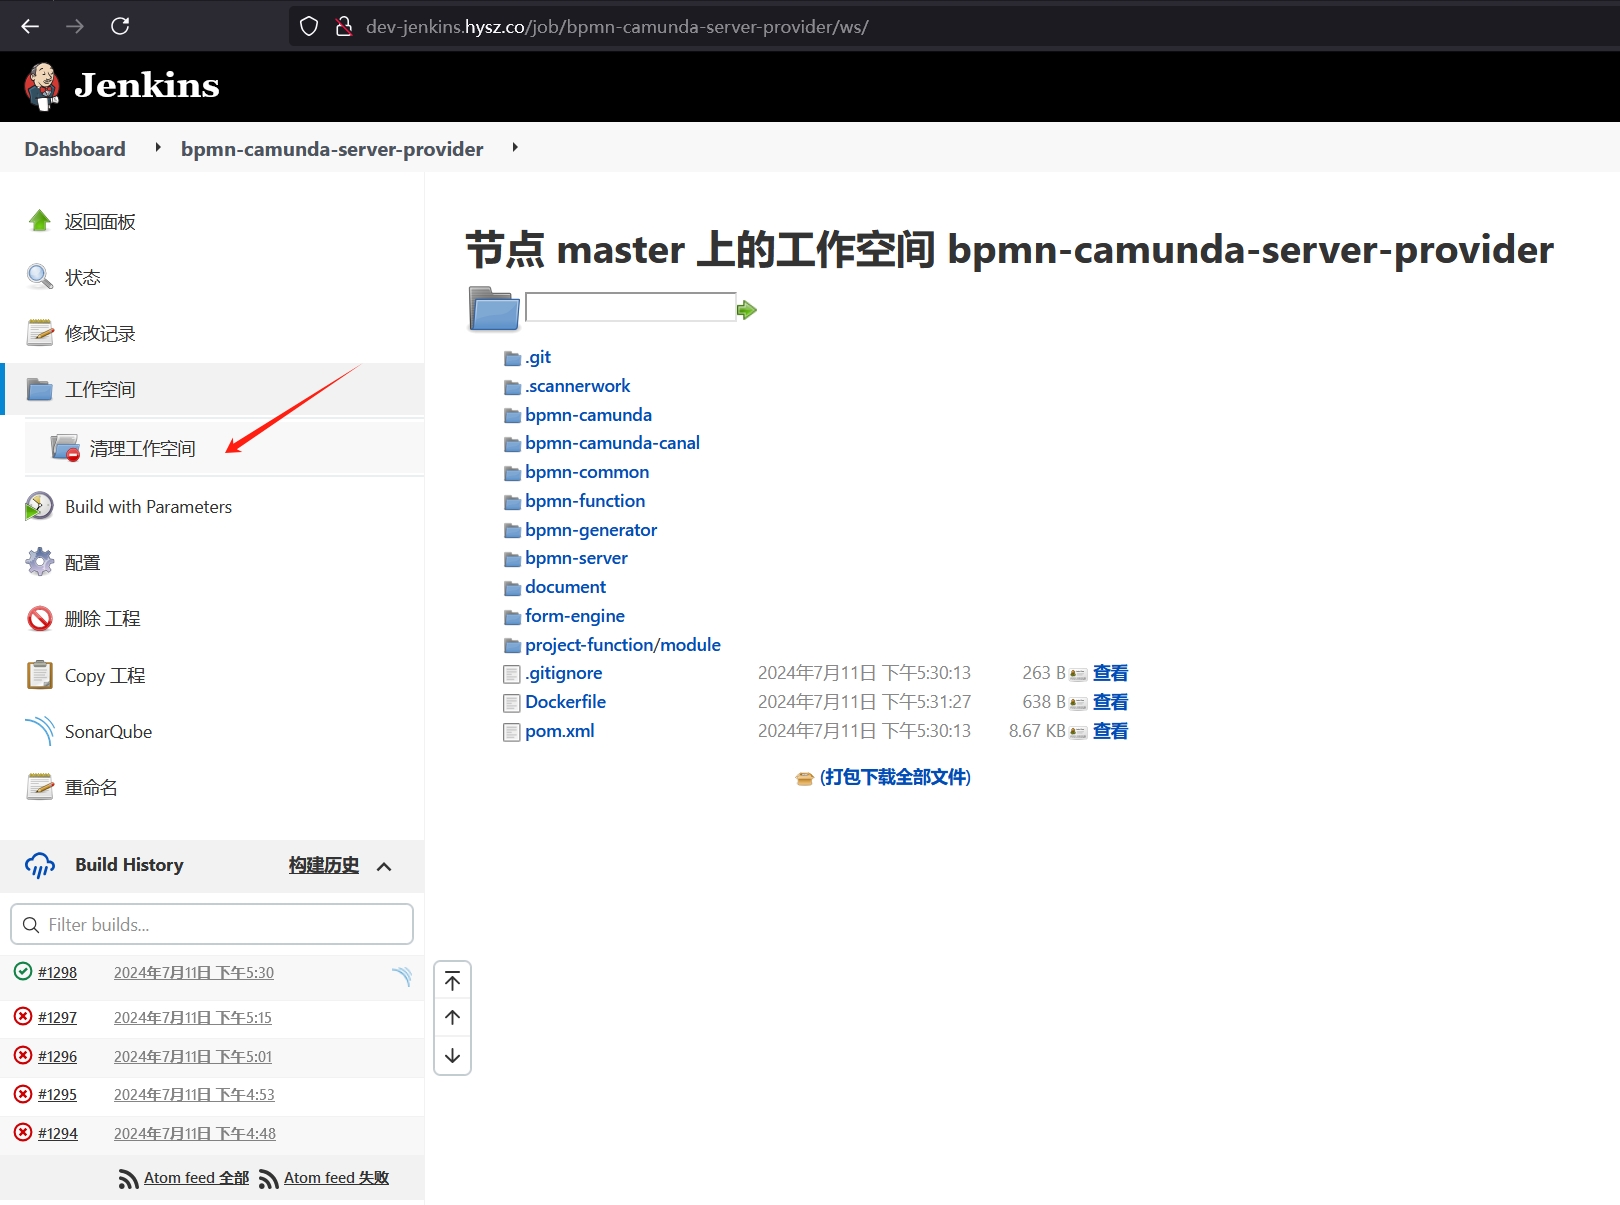 dev-jenkins.hysz.co/job/bpmn-camunda-server-provider/ws/
Jenkins
Dashboard
bpmn-camunda-server-provider
返回面板
状态
修改记录
工作空间
清理工作空间
Build with Parameters
配置
删除 工程
Copy 工程
SonarQube
重命名
Build History
构建历史
Filter builds...
#1298 2024年7月11日 下午5:30
#1297 2024年7月11日 下午5:15
#1296 2024年7月11日 下午5:01
#1295 2024年7月11日 下午4:53
#1294 2024年7月11日 下午4:48
Atom feed 全部 Atom feed 失败
节点 master 上的工作空间 bpmn-camunda-server-provider
.git
.scannerwork
bpmn-camunda
bpmn-camunda-canal
bpmn-common
bpmn-function
bpmn-generator
bpmn-server
document
form-engine
project-function/module
.gitignore 2024年7月11日 下午5:30:13 263 B 查看
Dockerfile 2024年7月11日 下午5:31:27 638 B 查看
pom.xml 2024年7月11日 下午5:30:13 8.67 KB 查看
(打包下载全部文件)